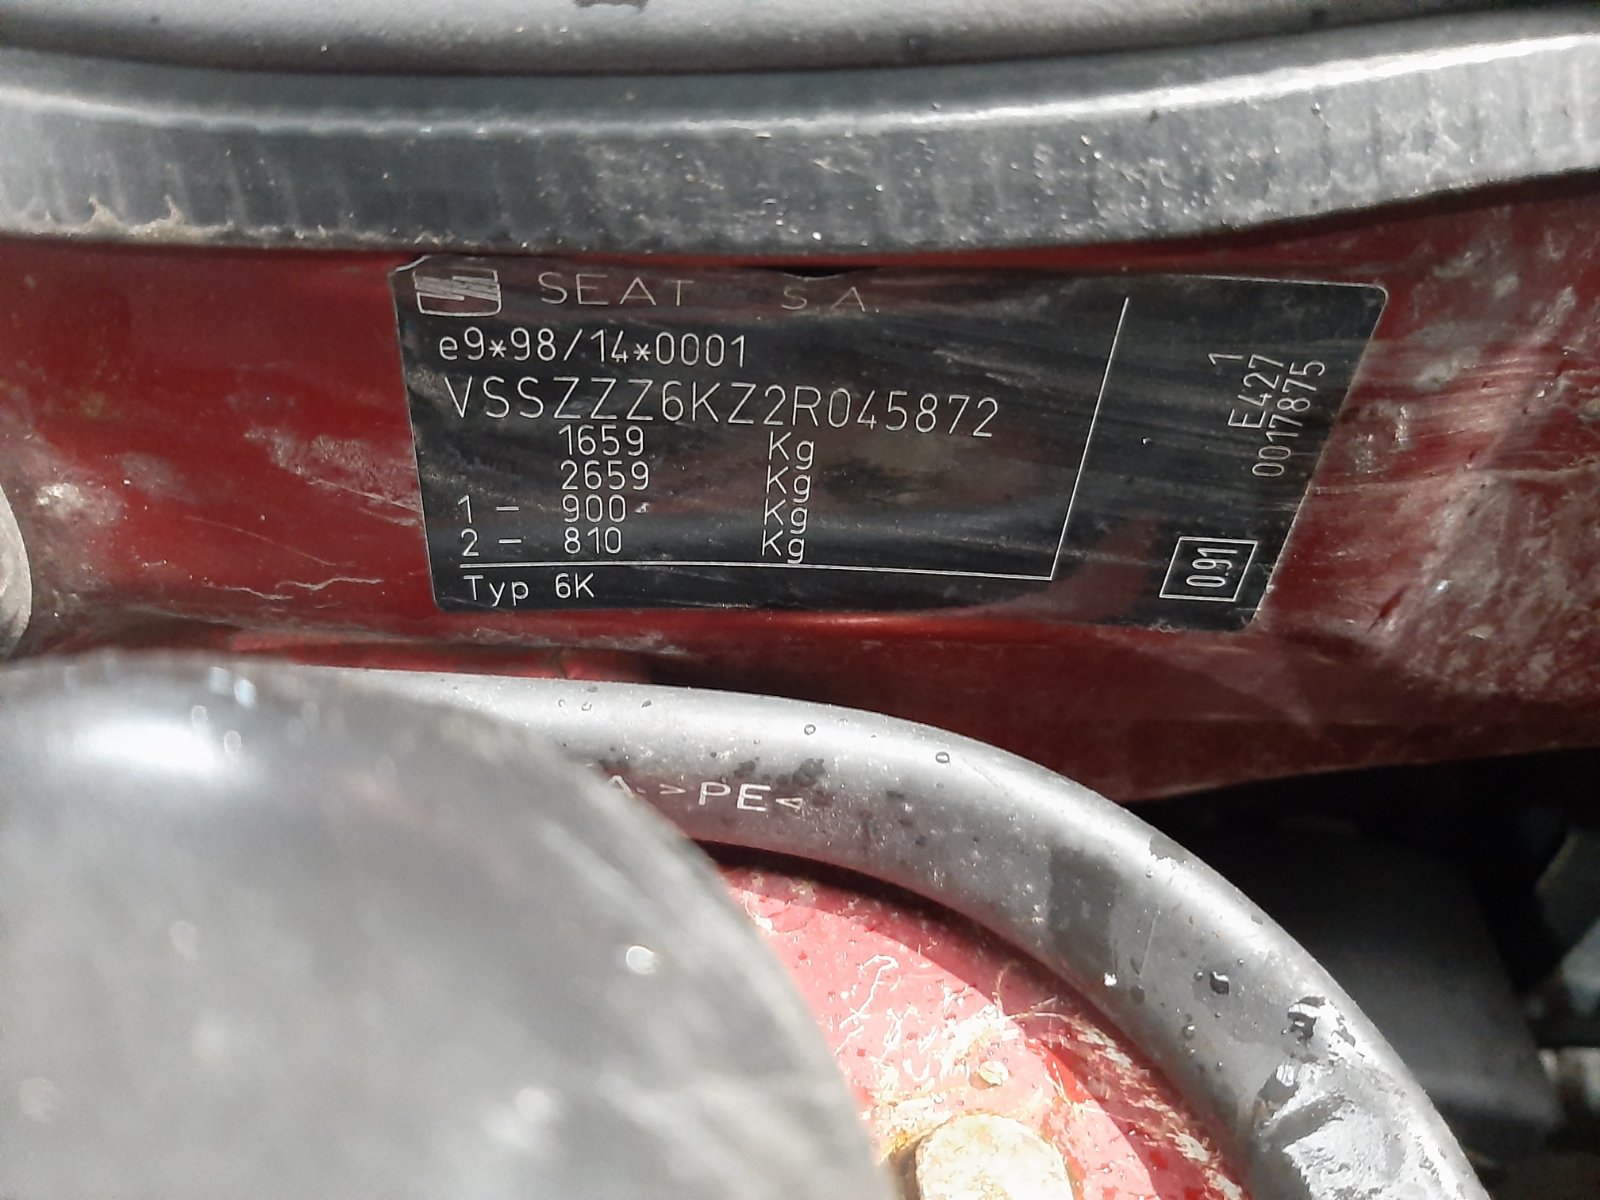 SEAT S.A.
e9*98/14*0001
VSSZZZ6KZ2R045872
1659 Kg
2659 Kg
1 - 900 Kg
2 - 810 Kg
Typ 6K
1
E427
0017875
0.91
>PE<